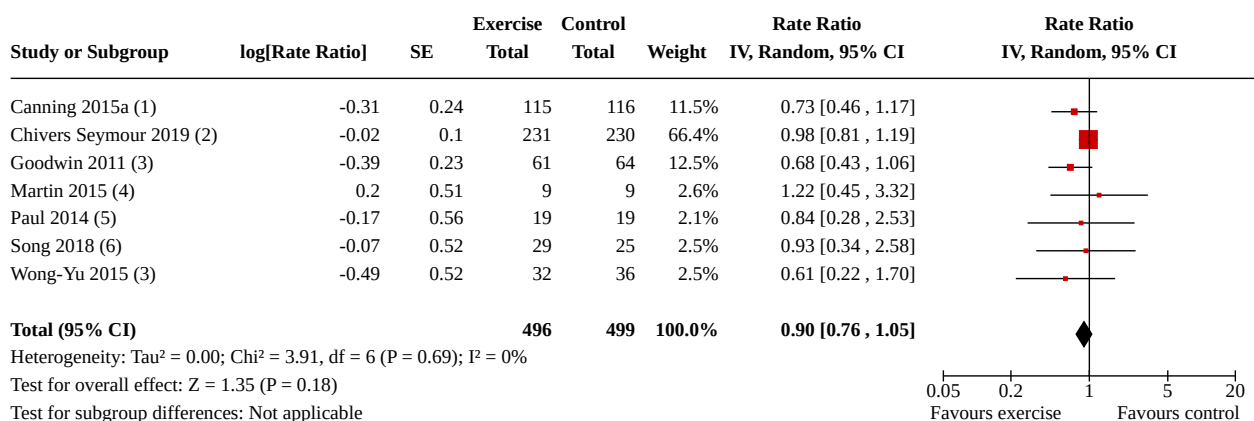 Exercise Control Rate Ratio Rate Ratio
Study or Subgroup log[Rate Ratio] SE Total Total Weight IV, Random, 95% CI IV, Random, 95% CI
Canning 2015a (1) -0.31 0.24 115 116 11.5% 0.73 [0.46 , 1.17]
Chivers Seymour 2019 (2) -0.02 0.1 231 230 66.4% 0.98 [0.81 , 1.19]
Goodwin 2011 (3) -0.39 0.23 61 64 12.5% 0.68 [0.43 , 1.06]
Martin 2015 (4) 0.2 0.51 9 9 2.6% 1.22 [0.45 , 3.32]
Paul 2014 (5) -0.17 0.56 19 19 2.1% 0.84 [0.28 , 2.53]
Song 2018 (6) -0.07 0.52 29 25 2.5% 0.93 [0.34 , 2.58]
Wong-Yu 2015 (3) -0.49 0.52 32 36 2.5% 0.61 [0.22 , 1.70]
Total (95% CI) 496 499 100.0% 0.90 [0.76 , 1.05]
Heterogeneity: Tau² = 0.00; Chi² = 3.91, df = 6 (P = 0.69); I² = 0%
Test for overall effect: Z = 1.35 (P = 0.18)
Test for subgroup differences: Not applicable
0.05 0.2 1 5 20
Favours exercise Favours control